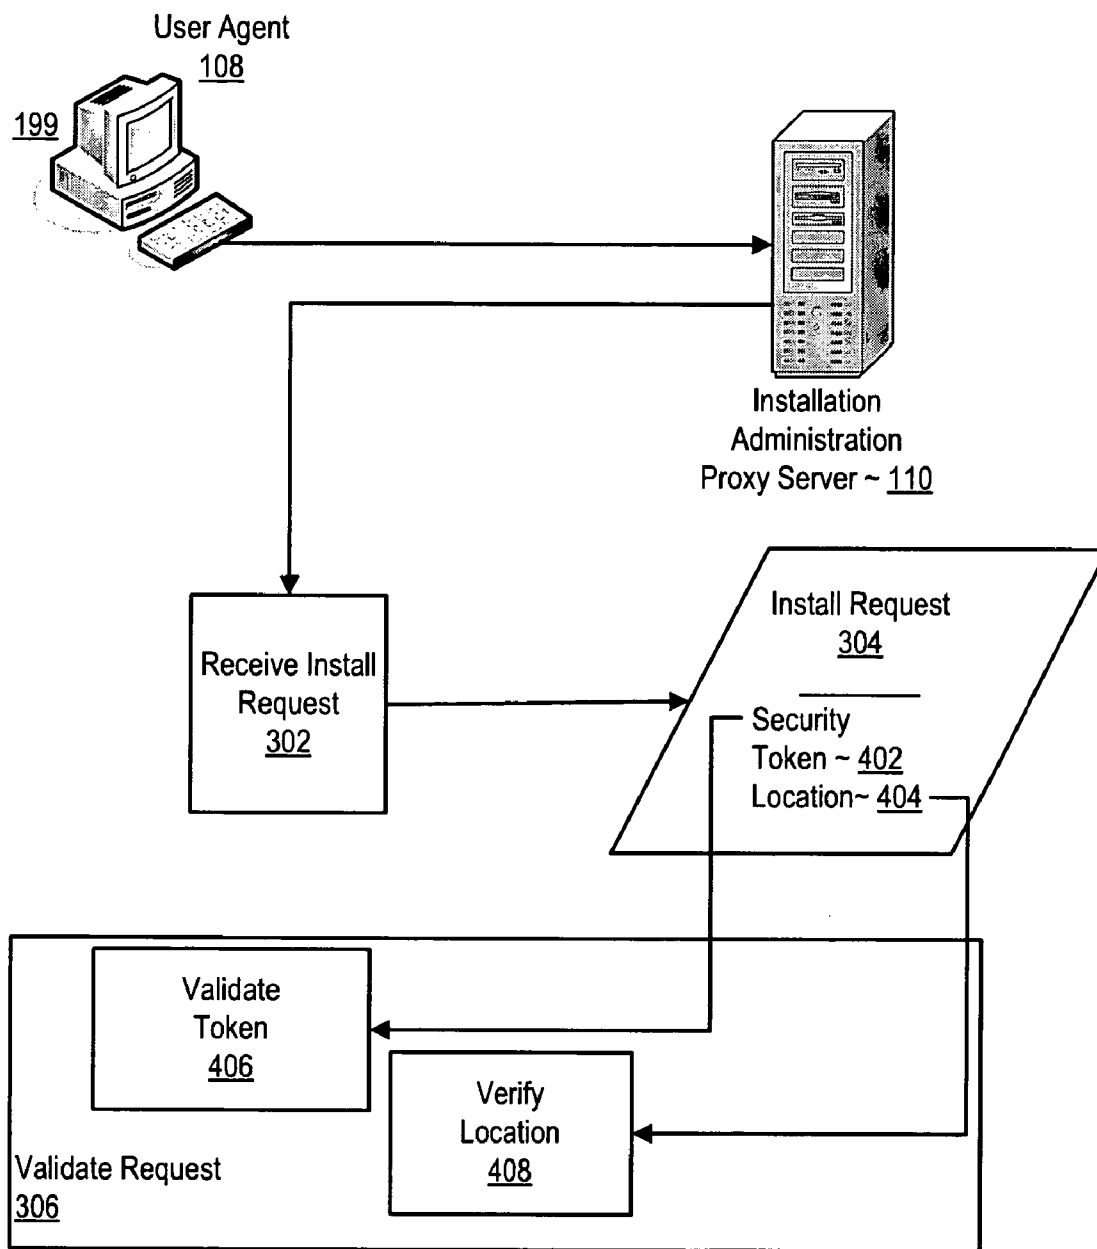 User Agent
108
199
Installation
Administration
Proxy Server ~ 110
Install Request
304
Receive Install
Request
302
Security
Token ~ 402
Location~ 404
Validate
Token
406
Verify
Location
408
Validate Request
306